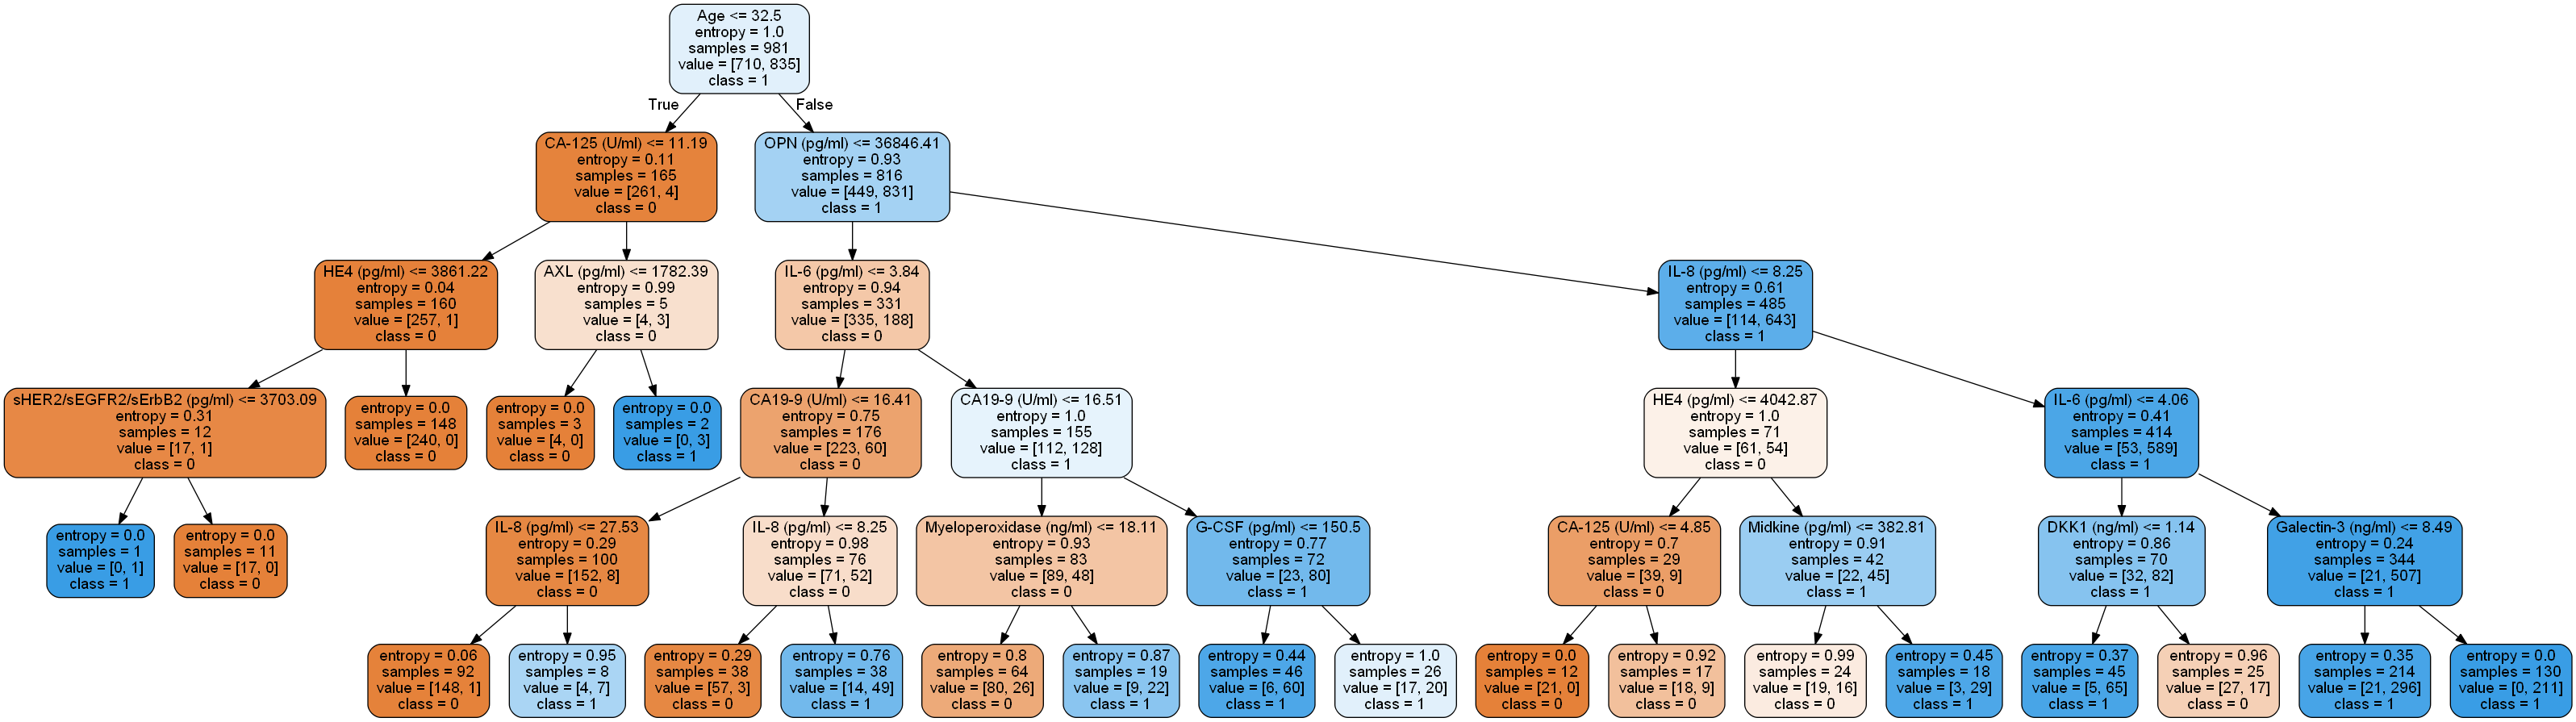 Age <= 32.5
entropy = 1.0
samples = 981
value = [710, 835]
class = 1
True
False
CA-125 (U/ml) <= 11.19
entropy = 0.11
samples = 165
value = [261, 4]
class = 0
OPN (pg/ml) <= 36846.41
entropy = 0.93
samples = 816
value = [449, 831]
class = 1
HE4 (pg/ml) <= 3861.22
entropy = 0.04
samples = 160
value = [257, 1]
class = 0
AXL (pg/ml) <= 1782.39
entropy = 0.99
samples = 5
value = [4, 3]
class = 0
IL-6 (pg/ml) <= 3.84
entropy = 0.94
samples = 331
value = [335, 188]
class = 0
IL-8 (pg/ml) <= 8.25
entropy = 0.61
samples = 485
value = [114, 643]
class = 1
sHER2/sEGFR2/sErbB2 (pg/ml) <= 3703.09
entropy = 0.31
samples = 12
value = [17, 1]
class = 0
entropy = 0.0
samples = 148
value = [240, 0]
class = 0
entropy = 0.0
samples = 3
value = [4, 0]
class = 0
entropy = 0.0
samples = 2
value = [0, 3]
class = 1
CA19-9 (U/ml) <= 16.41
entropy = 0.75
samples = 176
value = [223, 60]
class = 0
CA19-9 (U/ml) <= 16.51
entropy = 1.0
samples = 155
value = [112, 128]
class = 1
HE4 (pg/ml) <= 4042.87
entropy = 1.0
samples = 71
value = [61, 54]
class = 0
IL-6 (pg/ml) <= 4.06
entropy = 0.41
samples = 414
value = [53, 589]
class = 1
entropy = 0.0
samples = 1
value = [0, 1]
class = 1
entropy = 0.0
samples = 11
value = [17, 0]
class = 0
IL-8 (pg/ml) <= 27.53
entropy = 0.29
samples = 100
value = [152, 8]
class = 0
IL-8 (pg/ml) <= 8.25
entropy = 0.98
samples = 76
value = [71, 52]
class = 0
Myeloperoxidase (ng/ml) <= 18.11
entropy = 0.93
samples = 83
value = [89, 48]
class = 0
G-CSF (pg/ml) <= 150.5
entropy = 0.77
samples = 72
value = [23, 80]
class = 1
CA-125 (U/ml) <= 4.85
entropy = 0.7
samples = 29
value = [39, 9]
class = 0
Midkine (pg/ml) <= 382.81
entropy = 0.91
samples = 42
value = [22, 45]
class = 1
DKK1 (ng/ml) <= 1.14
entropy = 0.86
samples = 70
value = [32, 82]
class = 1
Galectin-3 (ng/ml) <= 8.49
entropy = 0.24
samples = 344
value = [21, 507]
class = 1
entropy = 0.06
samples = 92
value = [148, 1]
class = 0
entropy = 0.95
samples = 8
value = [4, 7]
class = 1
entropy = 0.29
samples = 38
value = [57, 3]
class = 0
entropy = 0.76
samples = 38
value = [14, 49]
class = 1
entropy = 0.8
samples = 64
value = [80, 26]
class = 0
entropy = 0.87
samples = 19
value = [9, 22]
class = 1
entropy = 0.44
samples = 46
value = [6, 60]
class = 1
entropy = 1.0
samples = 26
value = [17, 20]
class = 1
entropy = 0.0
samples = 12
value = [21, 0]
class = 0
entropy = 0.92
samples = 17
value = [18, 9]
class = 0
entropy = 0.99
samples = 24
value = [19, 16]
class = 0
entropy = 0.45
samples = 18
value = [3, 29]
class = 1
entropy = 0.37
samples = 45
value = [5, 65]
class = 1
entropy = 0.96
samples = 25
value = [27, 17]
class = 0
entropy = 0.35
samples = 214
value = [21, 296]
class = 1
entropy = 0.0
samples = 130
value = [0, 211]
class = 1